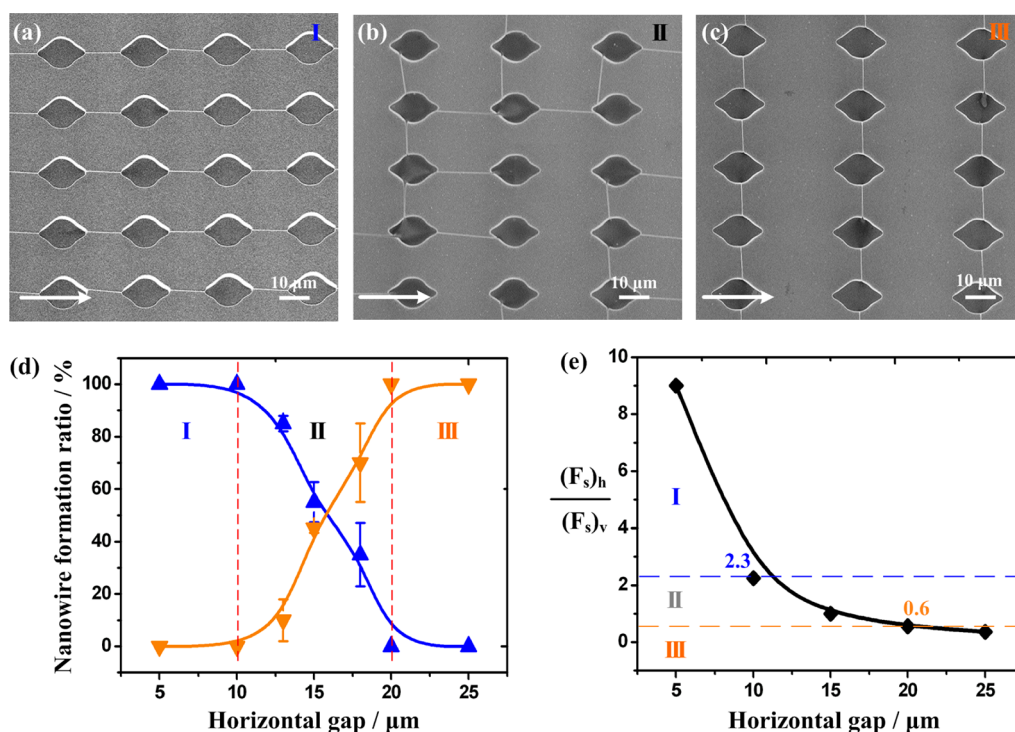 (a)
I
10 μm
(b)
II
10 μm
(c)
III
10 μm
(d)
Nanowire formation ratio / %
100
80
60
40
20
0
I
II
III
5
10
15
20
25
Horizontal gap / μm
(e)
(Fs)h
(Fs)v
10
8
6
4
2
0
I
2.3
II
0.6
III
5
10
15
20
25
Horizontal gap / μm